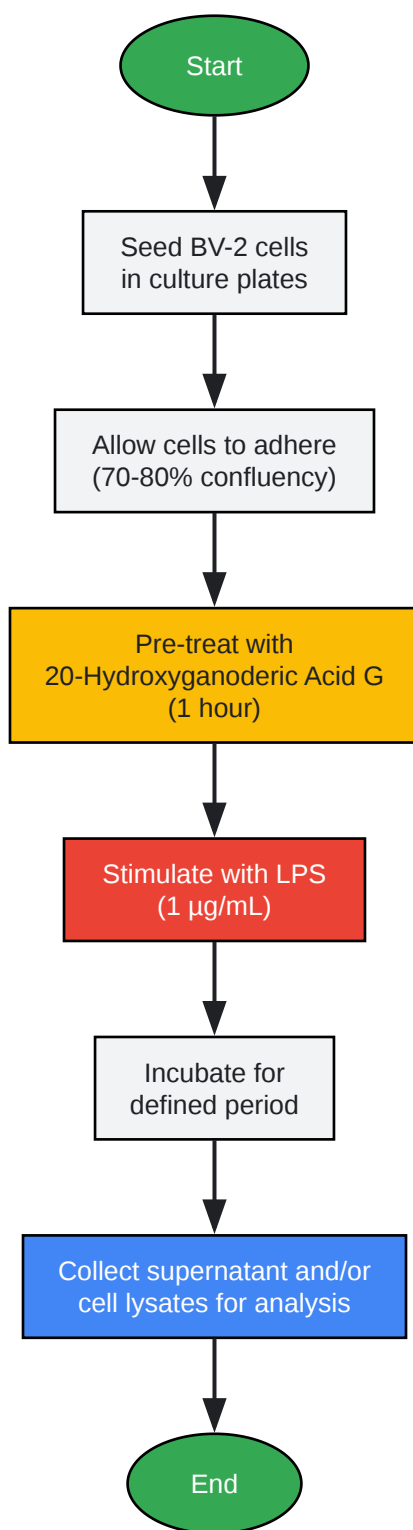 Start
Seed BV-2 cells
in culture plates
Allow cells to adhere
(70-80% confluency)
Pre-treat with
20-Hydroxyganoderic Acid G
(1 hour)
Stimulate with LPS
(1 µg/mL)
Incubate for
defined period
Collect supernatant and/or
cell lysates for analysis
End